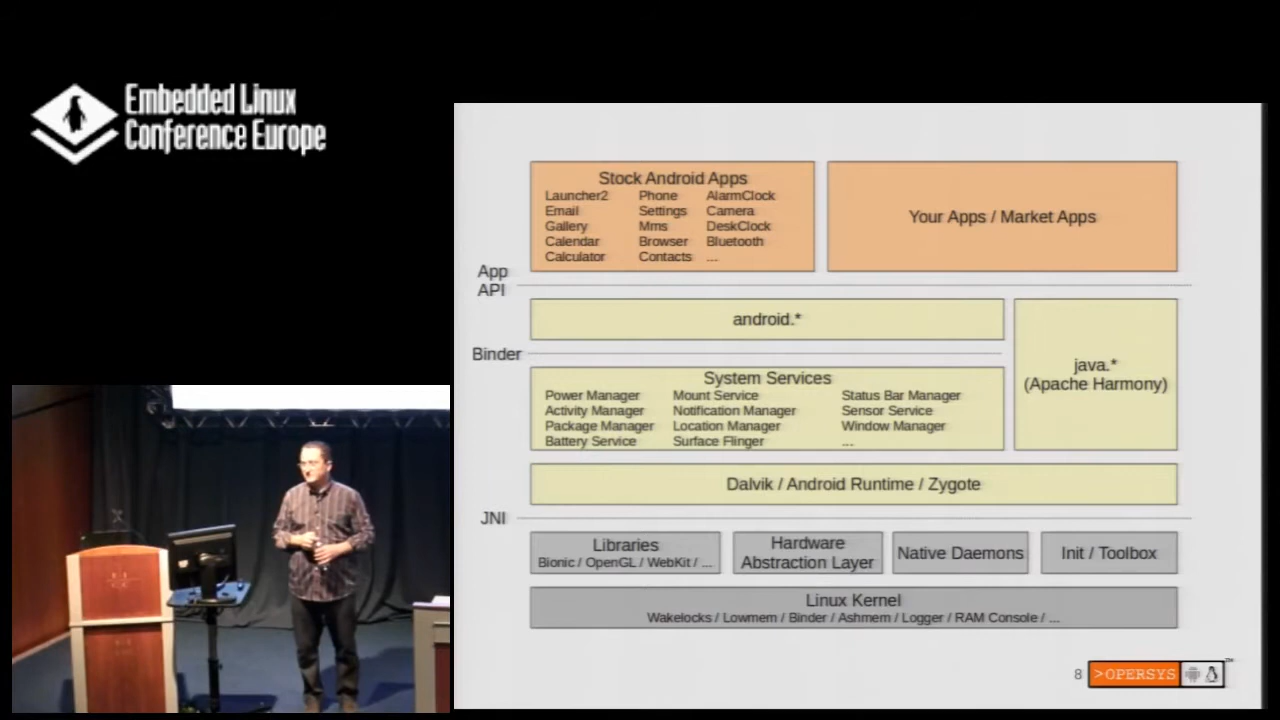 Embedded Linux
Conference Europe
Stock Android Apps
Launcher2 Phone AlarmClock
Email Settings Camera
Gallery Mms DeskClock
Calendar Browser Bluetooth
Calculator Contacts ...
Your Apps / Market Apps
App
API
android.*
Binder
java.*
(Apache Harmony)
System Services
Power Manager Mount Service Status Bar Manager
Activity Manager Notification Manager Sensor Service
Package Manager Location Manager Window Manager
Battery Service Surface Flinger ...
Dalvik / Android Runtime / Zygote
JNI
Libraries
Bionic / OpenGL / WebKit / ...
Hardware
Abstraction Layer
Native Daemons
Init / Toolbox
Linux Kernel
Wakelocks / Lowmem / Binder / Ashmem / Logger / RAM Console / ...
8
>OPERSYS
TM